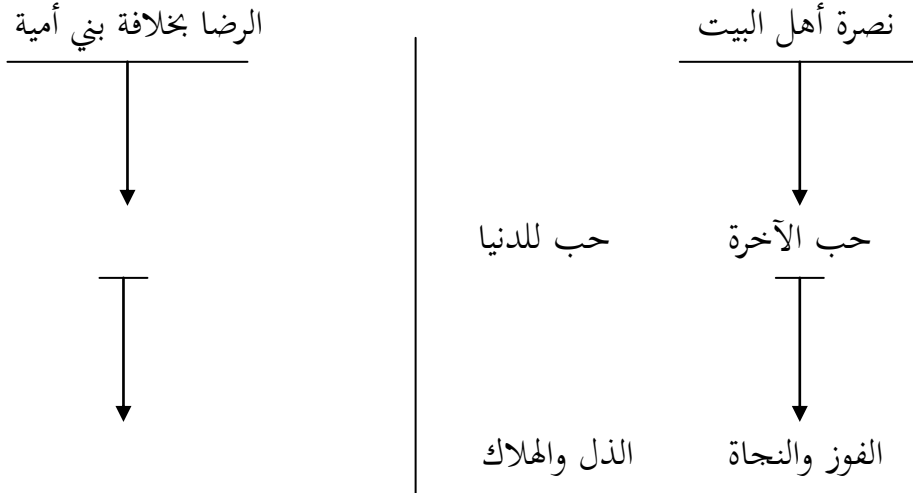 نصرة أهل البيت
الرضا بخلافة بني أمية
حب الآخرة
حب للدنيا
الفوز والنجاة
الذل والهلاك